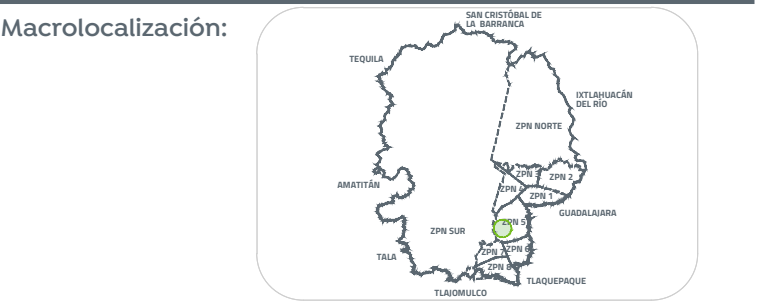 Macrolocalización:
SAN CRISTÓBAL DE
LA BARRANCA
TEQUILA
IXTLAHUACÁN
DEL RÍO
ZPN NORTE
ZPN 3
ZPN 2
AMATITÁN
ZPN 4
ZPN 1
GUADALAJARA
ZPN 5
ZPN SUR
ZPN 6
ZPN 7
TALA
ZPN 8
TLAQUEPAQUE
TLAJOMULCO